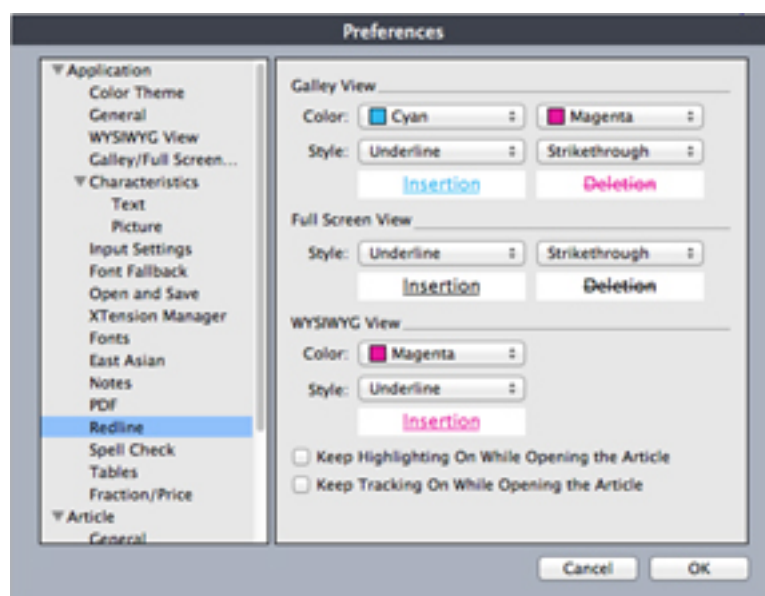 Preferences
Application
Color Theme
General
WYSIWYG View
Galley/Full Screen...
Characteristics
Text
Picture
Input Settings
Font Fallback
Open and Save
XTension Manager
Fonts
East Asian
Notes
PDF
Redline
Spell Check
Tables
Fraction/Price
Article
General
Galley View
Color: Cyan Magenta
Style: Underline Strikethrough
Insertion Deletion
Full Screen View
Style: Underline Strikethrough
Insertion Deletion
WYSIWYG View
Color: Magenta
Style: Underline
Insertion
Keep Highlighting On While Opening the Article
Keep Tracking On While Opening the Article
Cancel OK